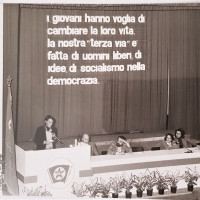 i giovani hanno voglia di
cambiare la loro vita.
la nostra "terza via" è
fatta di uomini liberi, di
idee, di socialismo nella
democrazia.